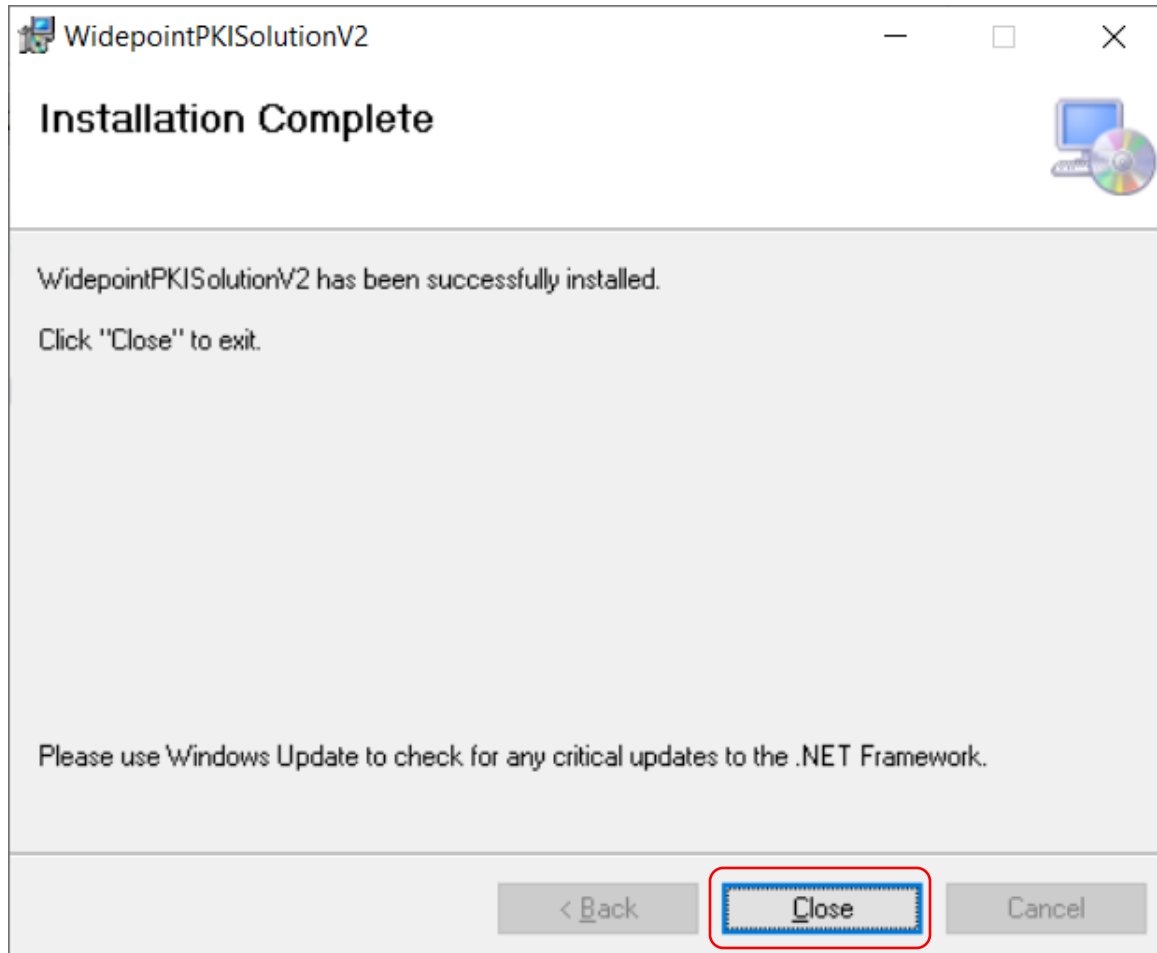 WidepointPKISolutionV2
Installation Complete
WidepointPKISolutionV2 has been successfully installed.
Click "Close" to exit.
Please use Windows Update to check for any critical updates to the .NET Framework.
< Back
Close
Cancel